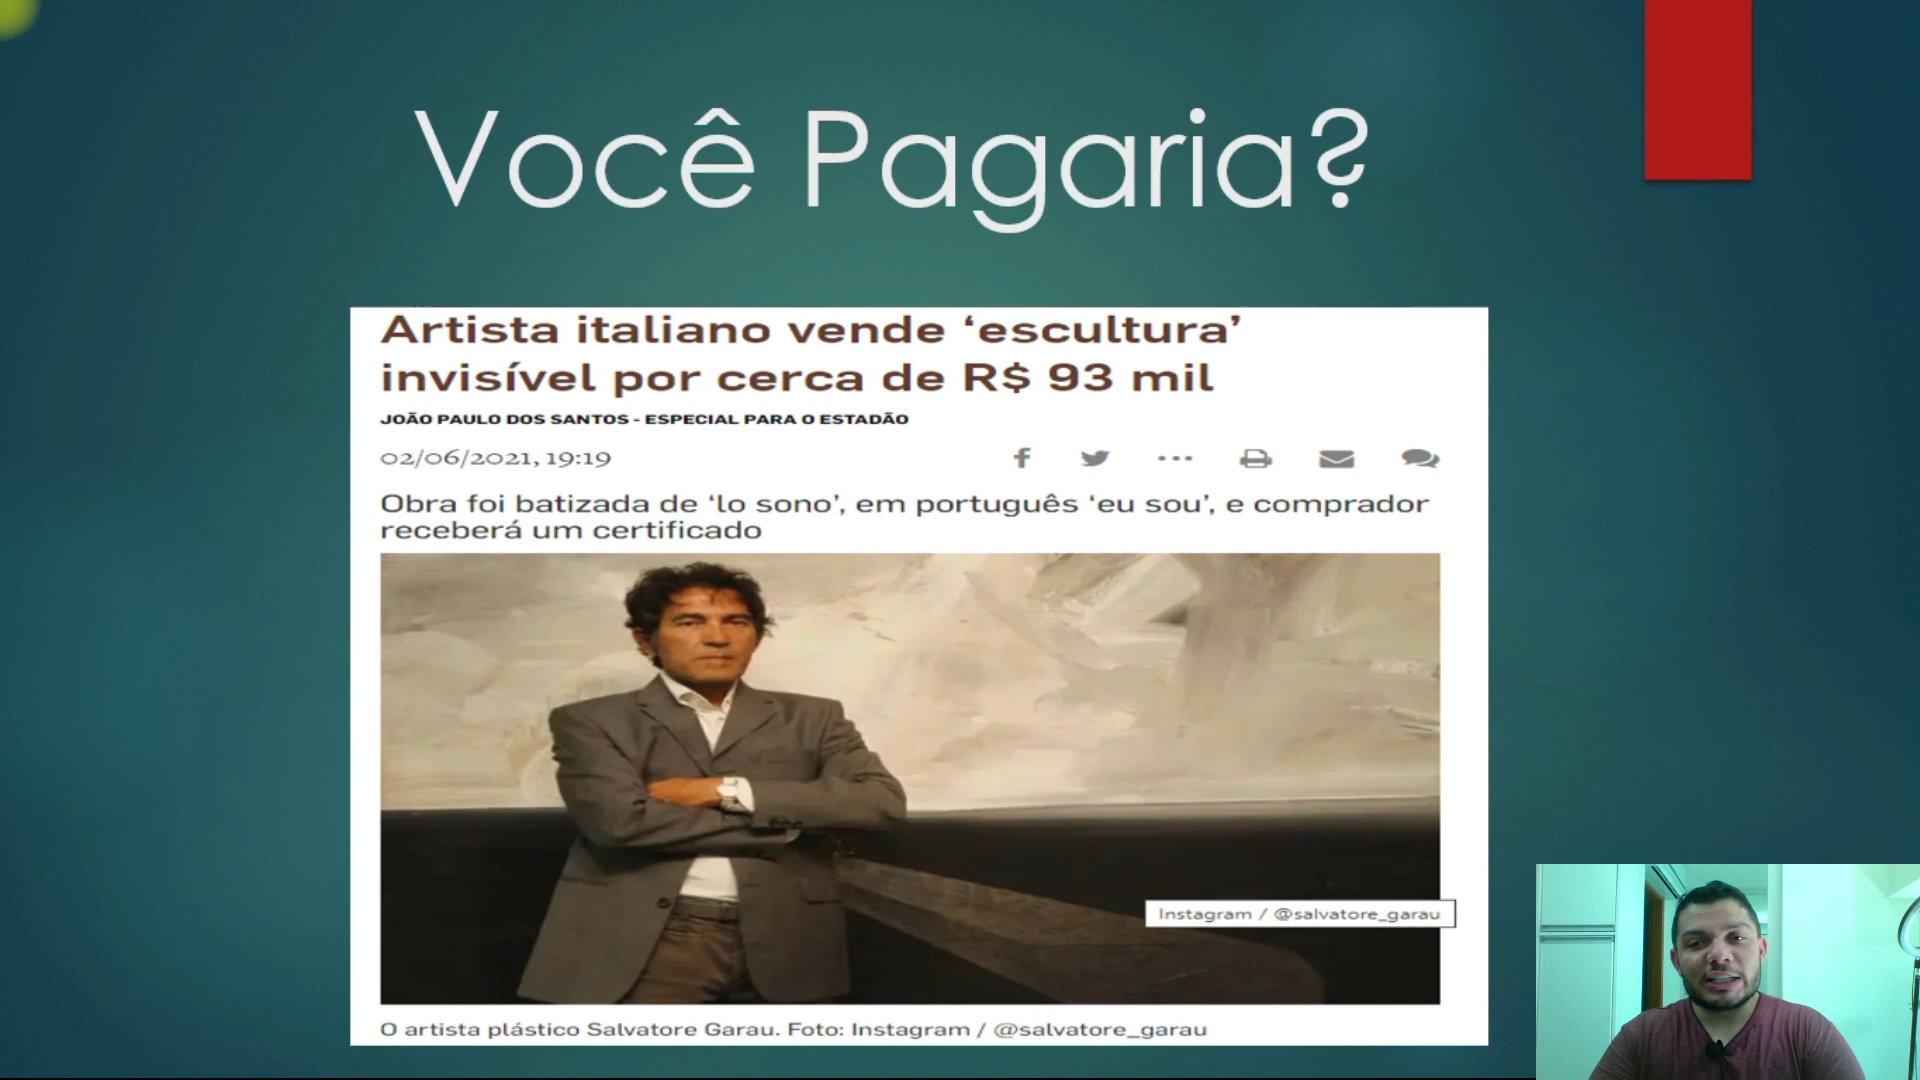 Você Pagaria?
Artista italiano vende ‘escultura’
invisível por cerca de R$ 93 mil
JOÃO PAULO DOS SANTOS - ESPECIAL PARA O ESTADÃO
02/06/2021, 19:19
Obra foi batizada de ‘lo sono’, em português ‘eu sou’, e comprador
receberá um certificado
Instagram / @salvatore_garau
O artista plástico Salvatore Garau. Foto: Instagram / @salvatore_garau